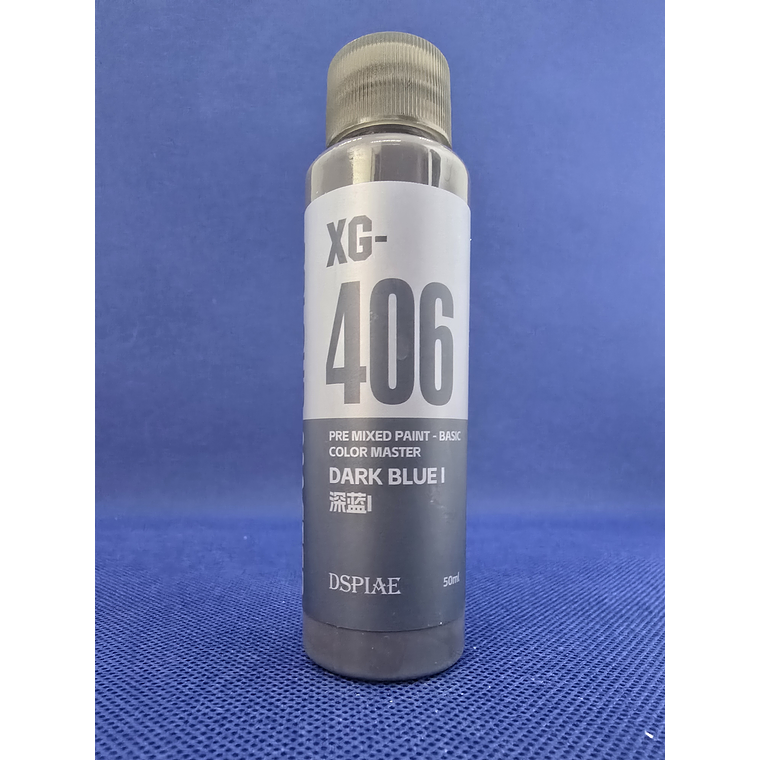 XG-
406
PRE MIXED PAINT - BASIC
COLOR MASTER
DARK BLUE I
深蓝I
DSPIAE
50ml